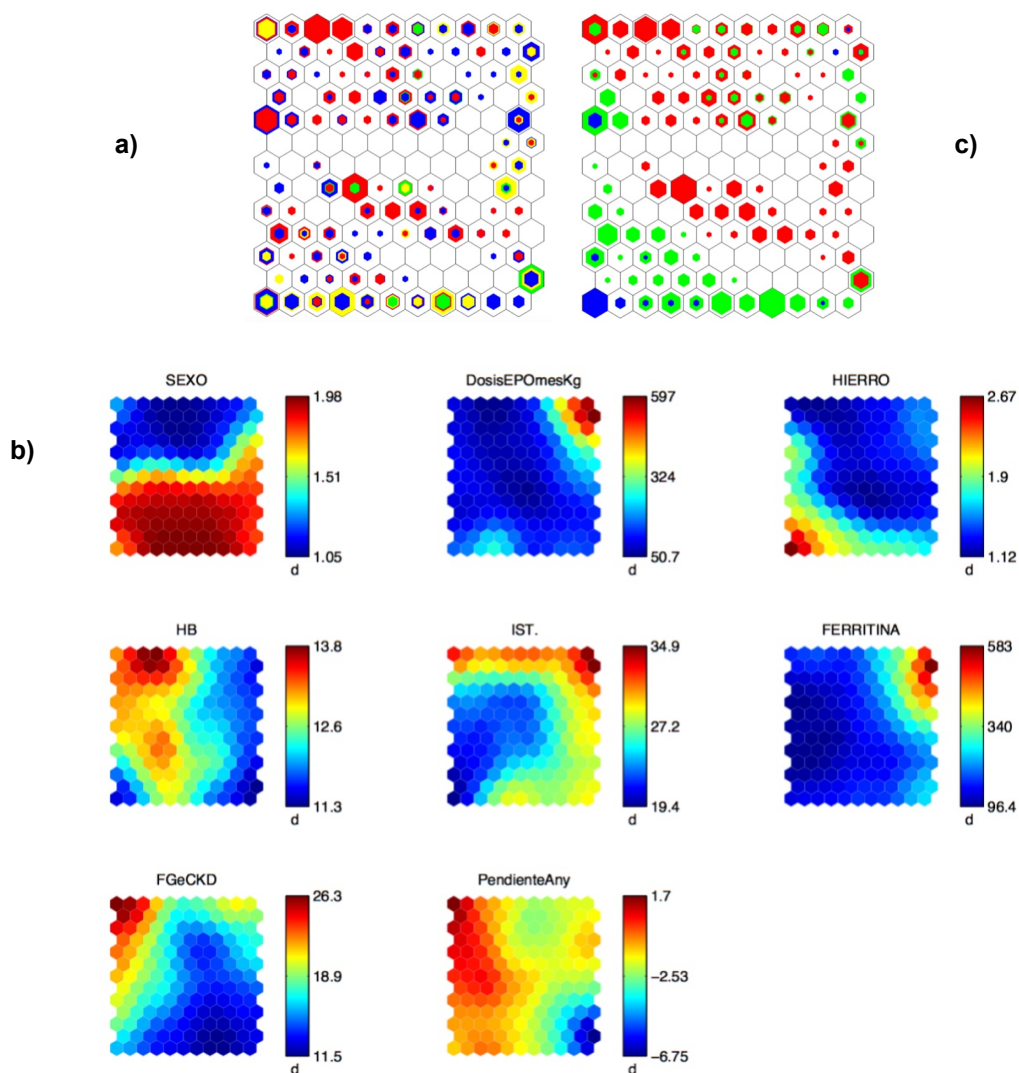 a)
c)
b)
SEXO
1.98
1.51
1.05
d
DosisEPOmesKg
597
324
50.7
d
HIERRO
2.67
1.9
1.12
d
HB
13.8
12.6
11.3
d
IST.
34.9
27.2
19.4
d
FERRITINA
583
340
96.4
d
FGeCKD
26.3
18.9
11.5
d
PendienteAny
1.7
−2.53
−6.75
d